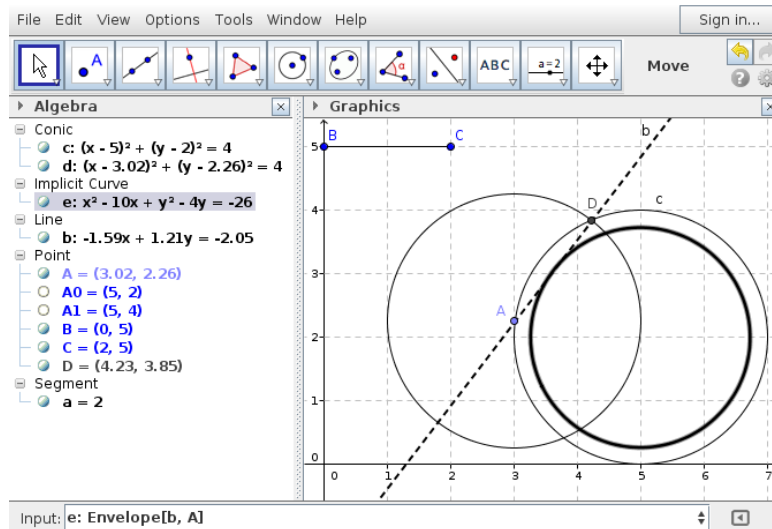 File Edit View Options Tools Window Help Sign in...
A α ABC a=2 Move
Algebra Graphics
Conic
c: (x - 5)² + (y - 2)² = 4
d: (x - 3.02)² + (y - 2.26)² = 4
Implicit Curve
e: x² - 10x + y² - 4y = -26
Line
b: -1.59x + 1.21y = -2.05
Point
A = (3.02, 2.26)
A0 = (5, 2)
A1 = (5, 4)
B = (0, 5)
C = (2, 5)
D = (4.23, 3.85)
Segment
a = 2
B C b
5
D c
4
3
A
2
1
0
0 1 2 3 4 5 6 7
Input: e: Envelope[b, A]